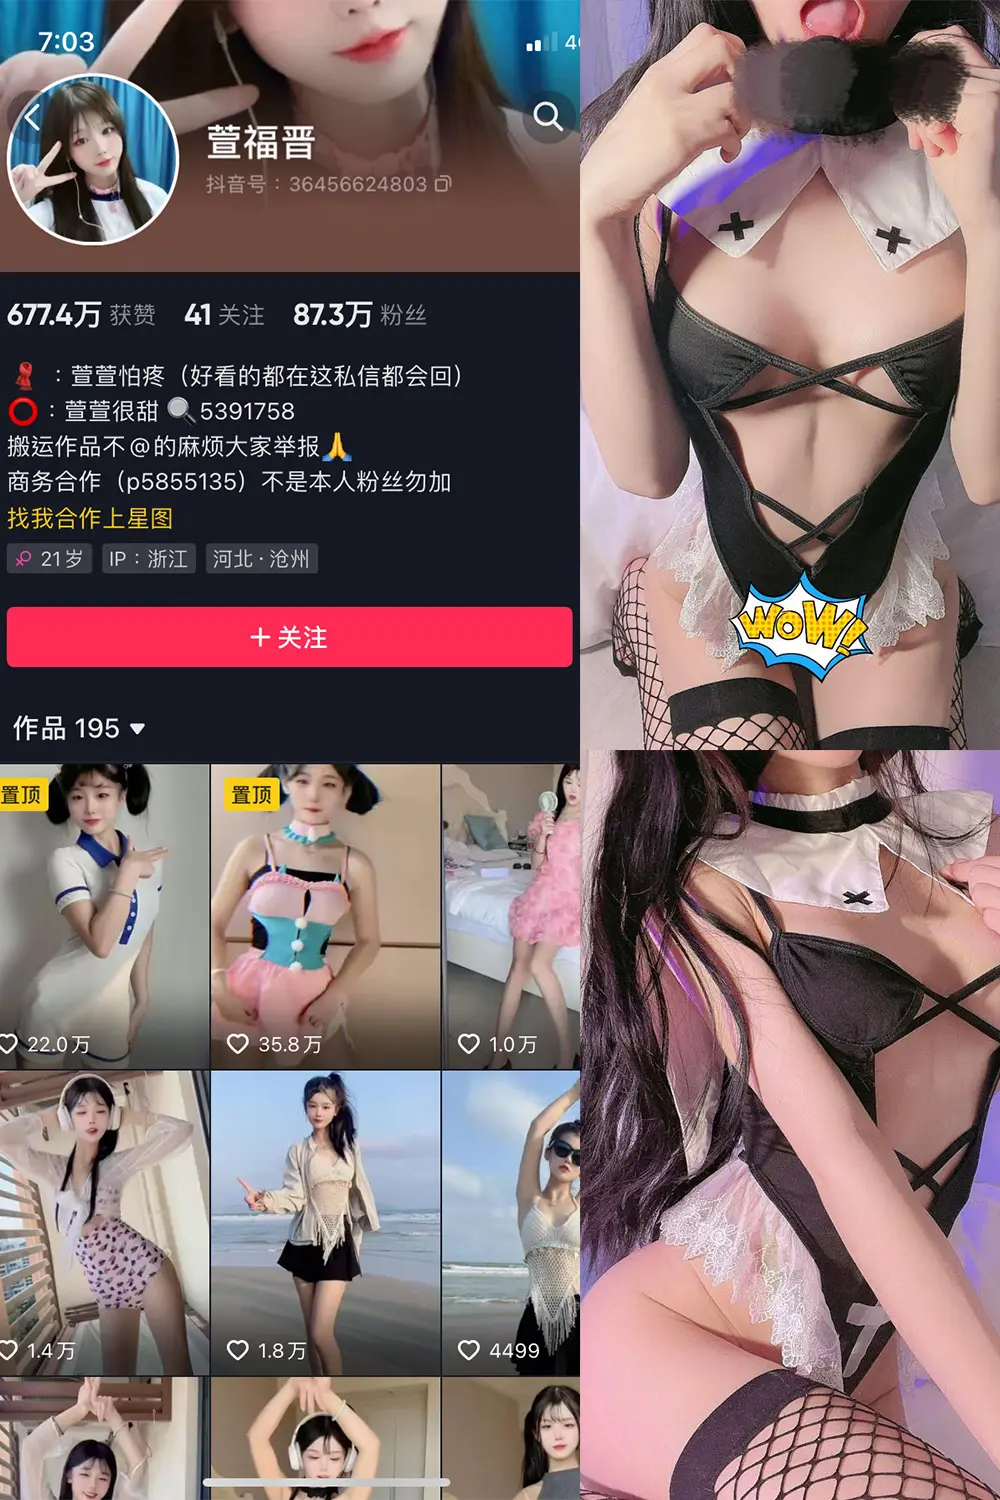 7:03
4G
萱福晋
抖音号：36456624803
677.4万 获赞 41 关注 87.3万 粉丝
：萱萱怕疼（好看的都在这私信都会回）
：萱萱很甜 5391758
搬运作品不@的麻烦大家举报
商务合作（p5855135）不是本人粉丝勿加
找我合作上星图
21岁 IP：浙江 河北·沧州
+ 关注
作品 195
置顶 置顶
22.0万 35.8万 1.0万
1.4万 1.8万 4499
WOW!